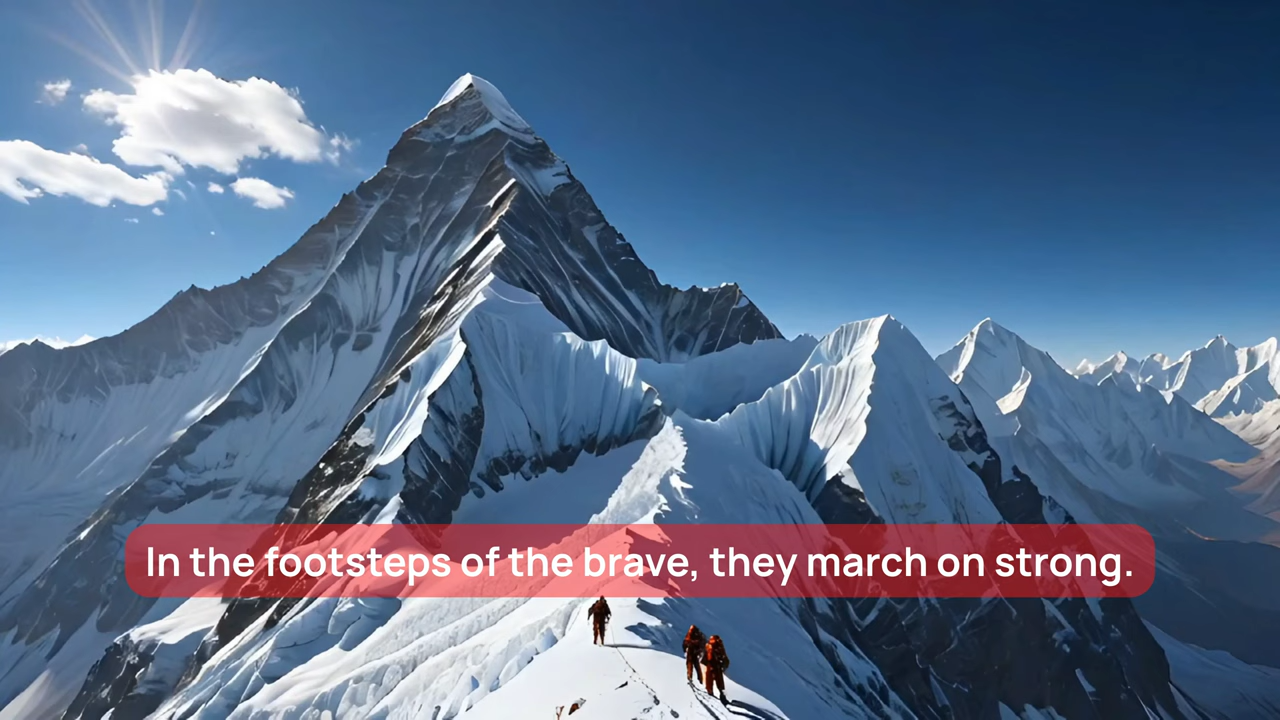 In the footsteps of the brave, they march on strong.